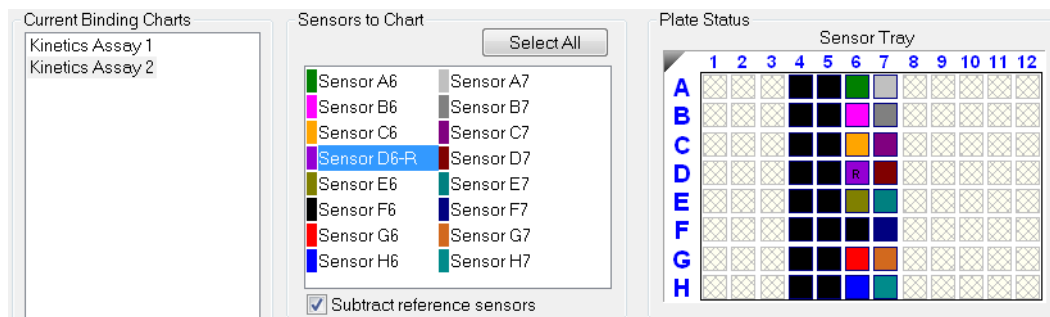 Current Binding Charts
Kinetics Assay 1
Kinetics Assay 2
Sensors to Chart
Select All
Sensor A6 Sensor A7
Sensor B6 Sensor B7
Sensor C6 Sensor C7
Sensor D6-R Sensor D7
Sensor E6 Sensor E7
Sensor F6 Sensor F7
Sensor G6 Sensor G7
Sensor H6 Sensor H7
Subtract reference sensors
Plate Status
Sensor Tray
1 2 3 4 5 6 7 8 9 10 11 12
A
B
C
D R
E
F
G
H